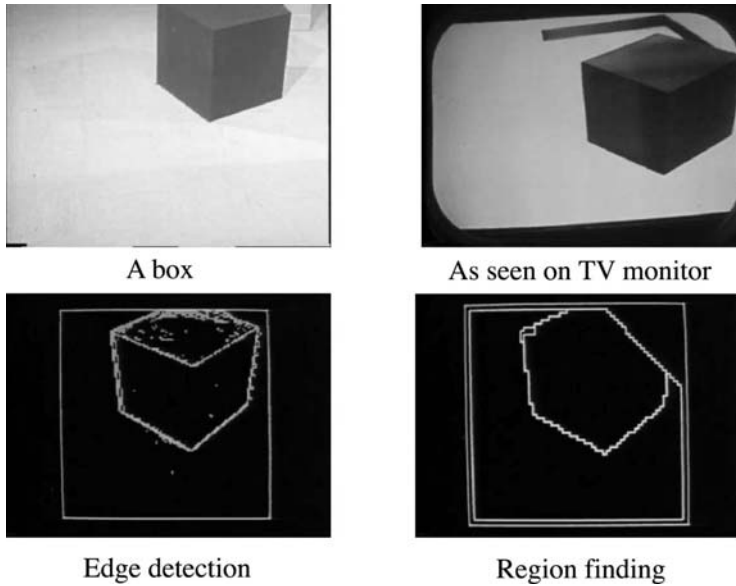 A box
As seen on TV monitor
Edge detection
Region finding